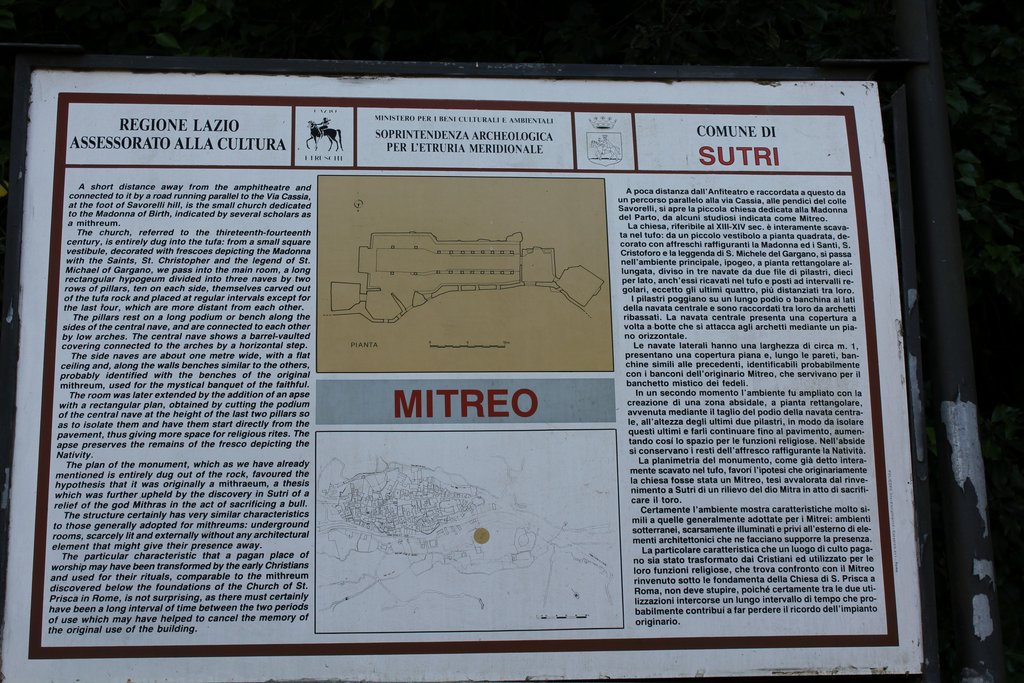 REGIONE LAZIO
ASSESSORATO ALLA CULTURA
LAZIO
ETRUSCHI
MINISTERO PER I BENI CULTURALI E AMBIENTALI
SOPRINTENDENZA ARCHEOLOGICA
PER L'ETRURIA MERIDIONALE
COMUNE DI
SUTRI
A short distance away from the amphitheatre and
connected to it by a road running parallel to the Via Cassia,
at the foot of Savorelli hill, is the small church dedicated
to the Madonna of Birth, indicated by several scholars as
a mithreum.
The church, referred to the thireteenth-fourteenth
century, is entirely dug into the tufa: from a small square
vestibule, decorated with frescoes depicting the Madonna
with the Saints, St. Christopher and the legend of St.
Michael of Gargano, we pass into the main room, a long
rectangular hypogeum divided into three naves by two
rows of pillars, ten on each side, themselves carved out
of the tufa rock and placed at regular intervals except for
the last four, which are more distant from each other.
The pillars rest on a long podium or bench along the
sides of the central nave, and are connected to each other
by low arches. The central nave shows a barrel-vaulted
covering connected to the arches by a horizontal step.
The side naves are about one metre wide, with a flat
ceiling and, along the walls benches similar to the others,
probably identified with the benches of the original
mithreum, used for the mystical banquet of the faithful.
The room was later extended by the addition of an apse
with a rectangular plan, obtained by cutting the podium
of the central nave at the height of the last two pillars so
as to isolate them and have them start directly from the
pavement, thus giving more space for religious rites. The
apse preserves the remains of the fresco depicting the
Nativity.
The plan of the monument, which as we have already
mentioned is entirely dug out of the rock, favoured the
hypothesis that it was originally a mithraeum, a thesis
which was further upheld by the discovery in Sutri of a
relief of the god Mithras in the act of sacrificing a bull.
The structure certainly has very similar characteristics
to those generally adopted for mithreums: underground
rooms, scarcely lit and externally without any architectural
element that might give their presence away.
The particular characteristic that a pagan place of
worship may have been transformed by the early Christians
and used for their rituals, comparable to the mithreum
discovered below the foundations of the Church of St.
Prisca in Rome, is not surprising, as there must certainly
have been a long interval of time between the two periods
of use which may have helped to cancel the memory of
the original use of the building.
PIANTA
MITREO
A poca distanza dall'Anfiteatro e raccordata a questo da
un percorso parallelo alla via Cassia, alle pendici del colle
Savorelli, si apre la piccola chiesa dedicata alla Madonna
del Parto, da alcuni studiosi indicata come Mitreo.
La chiesa, riferibile al XIII-XIV sec. è interamente scava-
ta nel tufo: da un piccolo vestibolo a pianta quadrata, de-
corato con affreschi raffiguranti la Madonna ed i Santi, S.
Cristoforo e la leggenda di S. Michele del Gargano, si passa
nell'ambiente principale, ipogeo, a pianta rettangolare al-
lungata, diviso in tre navate da due file di pilastri, dieci
per lato, anch'essi ricavati nel tufo e posti ad intervalli re-
golari, eccetto gli ultimi quattro, più distanziati tra loro.
I pilastri poggiano su un lungo podio o banchina ai lati
della navata centrale e sono raccordati tra loro da archetti
ribassati. La navata centrale presenta una copertura a
volta a botte che si attacca agli archetti mediante un pia-
no orizzontale.
Le navate laterali hanno una larghezza di circa m. 1,
presentano una copertura piana e, lungo le pareti, ban-
chine simili alle precedenti, identificabili probabilmente
con i banconi dell'originario Mitreo, che servivano per il
banchetto mistico dei fedeli.
In un secondo momento l'ambiente fu ampliato con la
creazione di una zona absidale, a pianta rettangolare,
avvenuta mediante il taglio del podio della navata centra-
le, all'altezza degli ultimi due pilastri, in modo da isolare
questi ultimi e farli continuare fino al pavimento, aumen-
tando così lo spazio per le funzioni religiose. Nell'abside
si conservano i resti dell'affresco raffigurante la Natività.
La planimetria del monumento, come già detto intera-
mente scavato nel tufo, favorì l'ipotesi che originariamente
la chiesa fosse stata un Mitreo, tesi avvalorata dal rinve-
nimento a Sutri di un rilievo del dio Mitra in atto di sacrifi-
care il toro.
Certamente l'ambiente mostra caratteristiche molto si-
mili a quelle generalmente adottate per i Mitrei: ambienti
sotterranei, scarsamente illuminati e privi all'esterno di ele-
menti architettonici che ne facciano supporre la presenza.
La particolare caratteristica che un luogo di culto paga-
no sia stato trasformato dai Cristiani ed utilizzato per le
loro funzioni religiose, che trova confronto con il Mitreo
rinvenuto sotto le fondamenta della Chiesa di S. Prisca a
Roma, non deve stupire, poiché certamente tra le due uti-
lizzazioni intercorse un lungo intervallo di tempo che pro-
babilmente contribuì a far perdere il ricordo dell'impianto
originario.